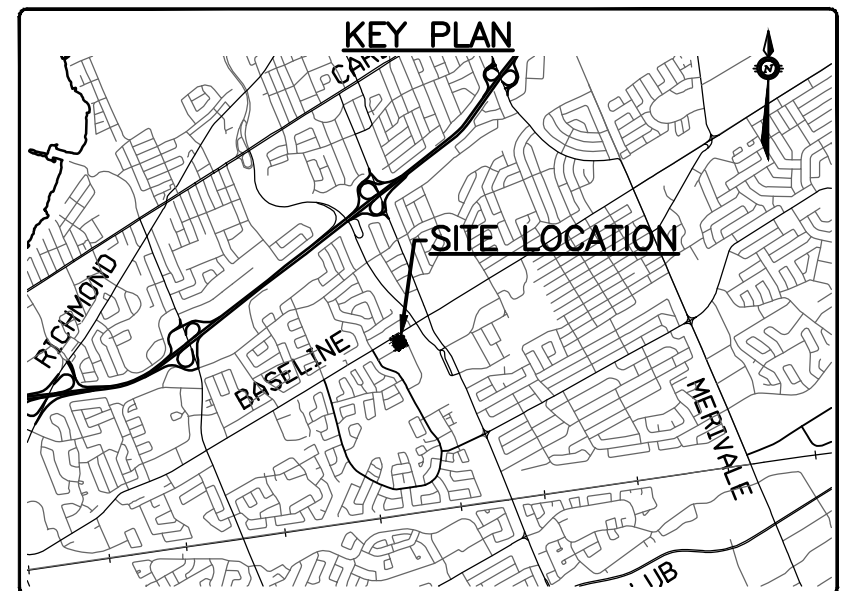 KEY PLAN
N
SITE LOCATION
RICHMOND
BASELINE
MERIVALE